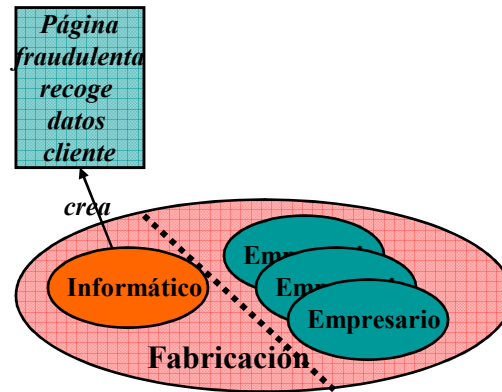 Página
fraudulenta
recoge
datos
cliente
crea
Informático
Empresario
Fabricación